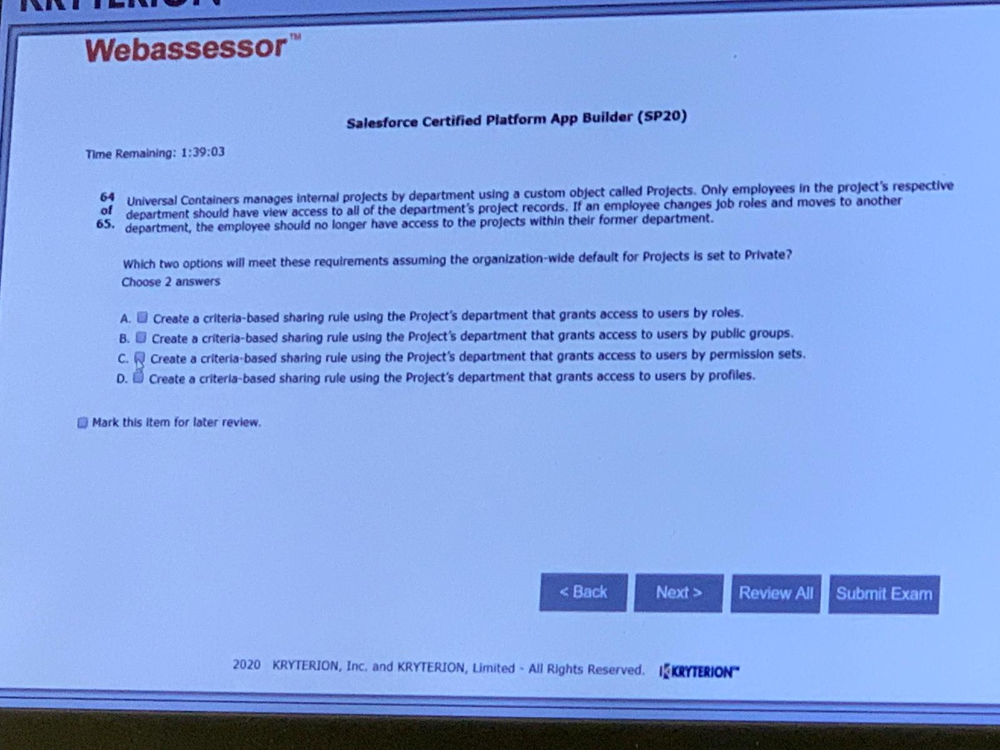 KRYTERION
Webassessor™
Salesforce Certified Platform App Builder (SP20)
Time Remaining: 1:39:03
64 of 65.
Universal Containers manages internal projects by department using a custom object called Projects. Only employees in the project's respective
department should have view access to all of the department's project records. If an employee changes job roles and moves to another
department, the employee should no longer have access to the projects within their former department.
Which two options will meet these requirements assuming the organization-wide default for Projects is set to Private?
Choose 2 answers
A. Create a criteria-based sharing rule using the Project's department that grants access to users by roles.
B. Create a criteria-based sharing rule using the Project's department that grants access to users by public groups.
C. Create a criteria-based sharing rule using the Project's department that grants access to users by permission sets.
D. Create a criteria-based sharing rule using the Project's department that grants access to users by profiles.
Mark this item for later review.
< Back Next > Review All Submit Exam
2020 KRYTERION, Inc. and KRYTERION, Limited - All Rights Reserved. KRYTERION™